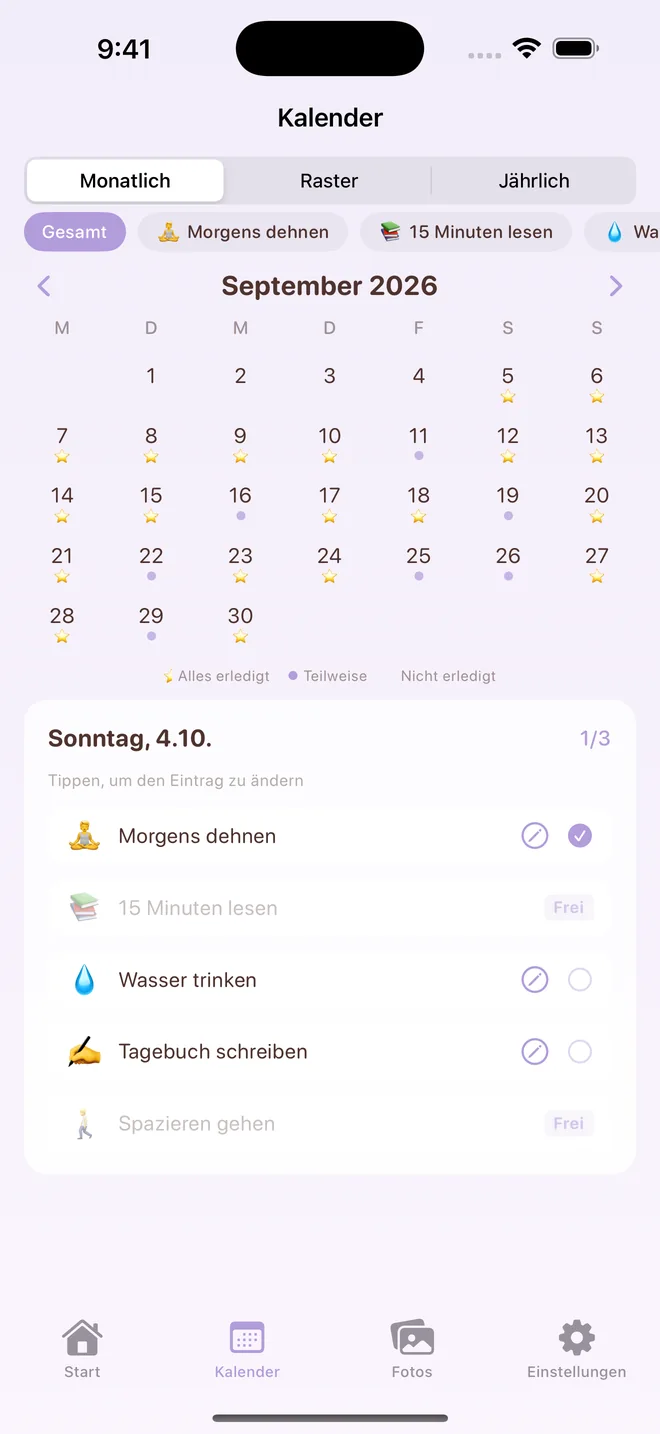 9:41
Kalender
Monatlich Raster Jährlich
Gesamt Morgens dehnen 15 Minuten lesen Wa
September 2026
M D M D F S S
1 2 3 4 5 6
7 8 9 10 11 12 13
14 15 16 17 18 19 20
21 22 23 24 25 26 27
28 29 30
Alles erledigt Teilweise Nicht erledigt
Sonntag, 4.10. 1/3
Tippen, um den Eintrag zu ändern
Morgens dehnen
15 Minuten lesen Frei
Wasser trinken
Tagebuch schreiben
Spazieren gehen Frei
Start Kalender Fotos Einstellungen